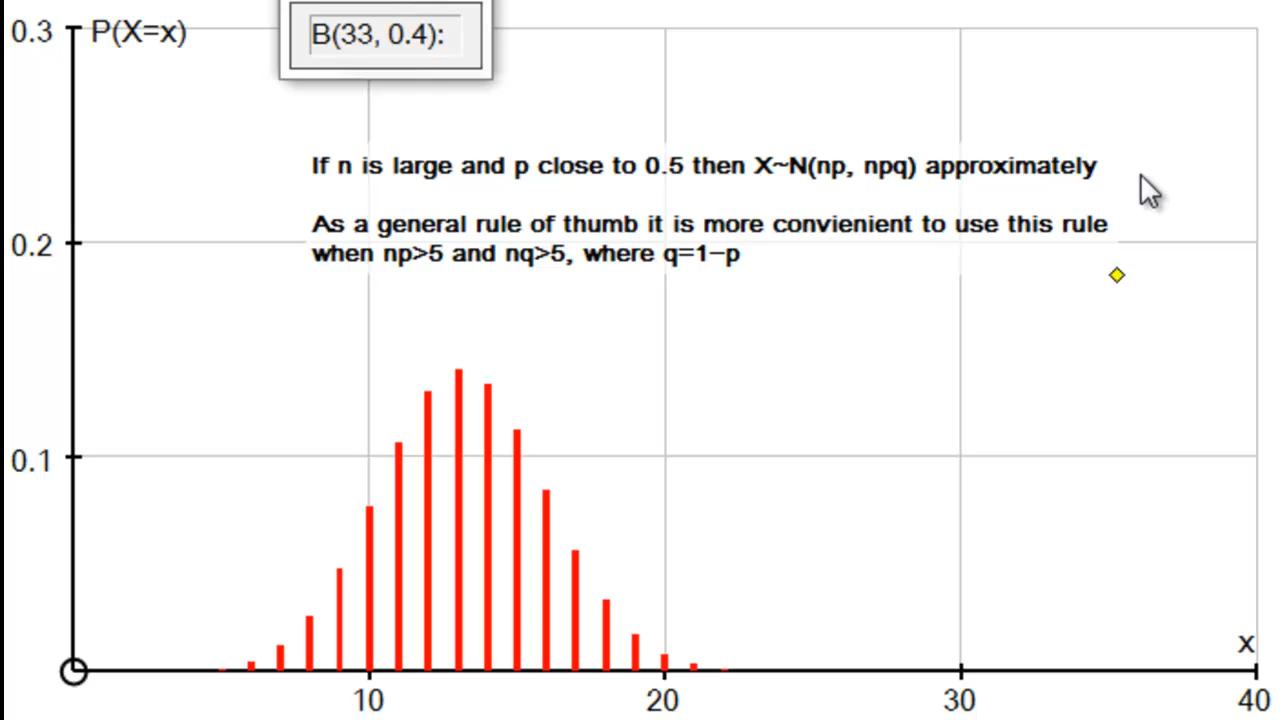 0.3
P(X=x)
B(33, 0.4):
If n is large and p close to 0.5 then X~N(np, npq) approximately
As a general rule of thumb it is more convienient to use this rule
when np>5 and nq>5, where q=1−p
0.2
0.1
x
10
20
30
40